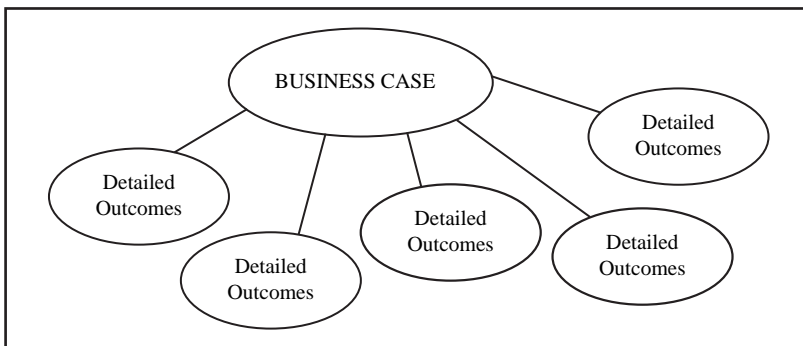 BUSINESS CASE
Detailed
Outcomes
Detailed
Outcomes
Detailed
Outcomes
Detailed
Outcomes
Detailed
Outcomes